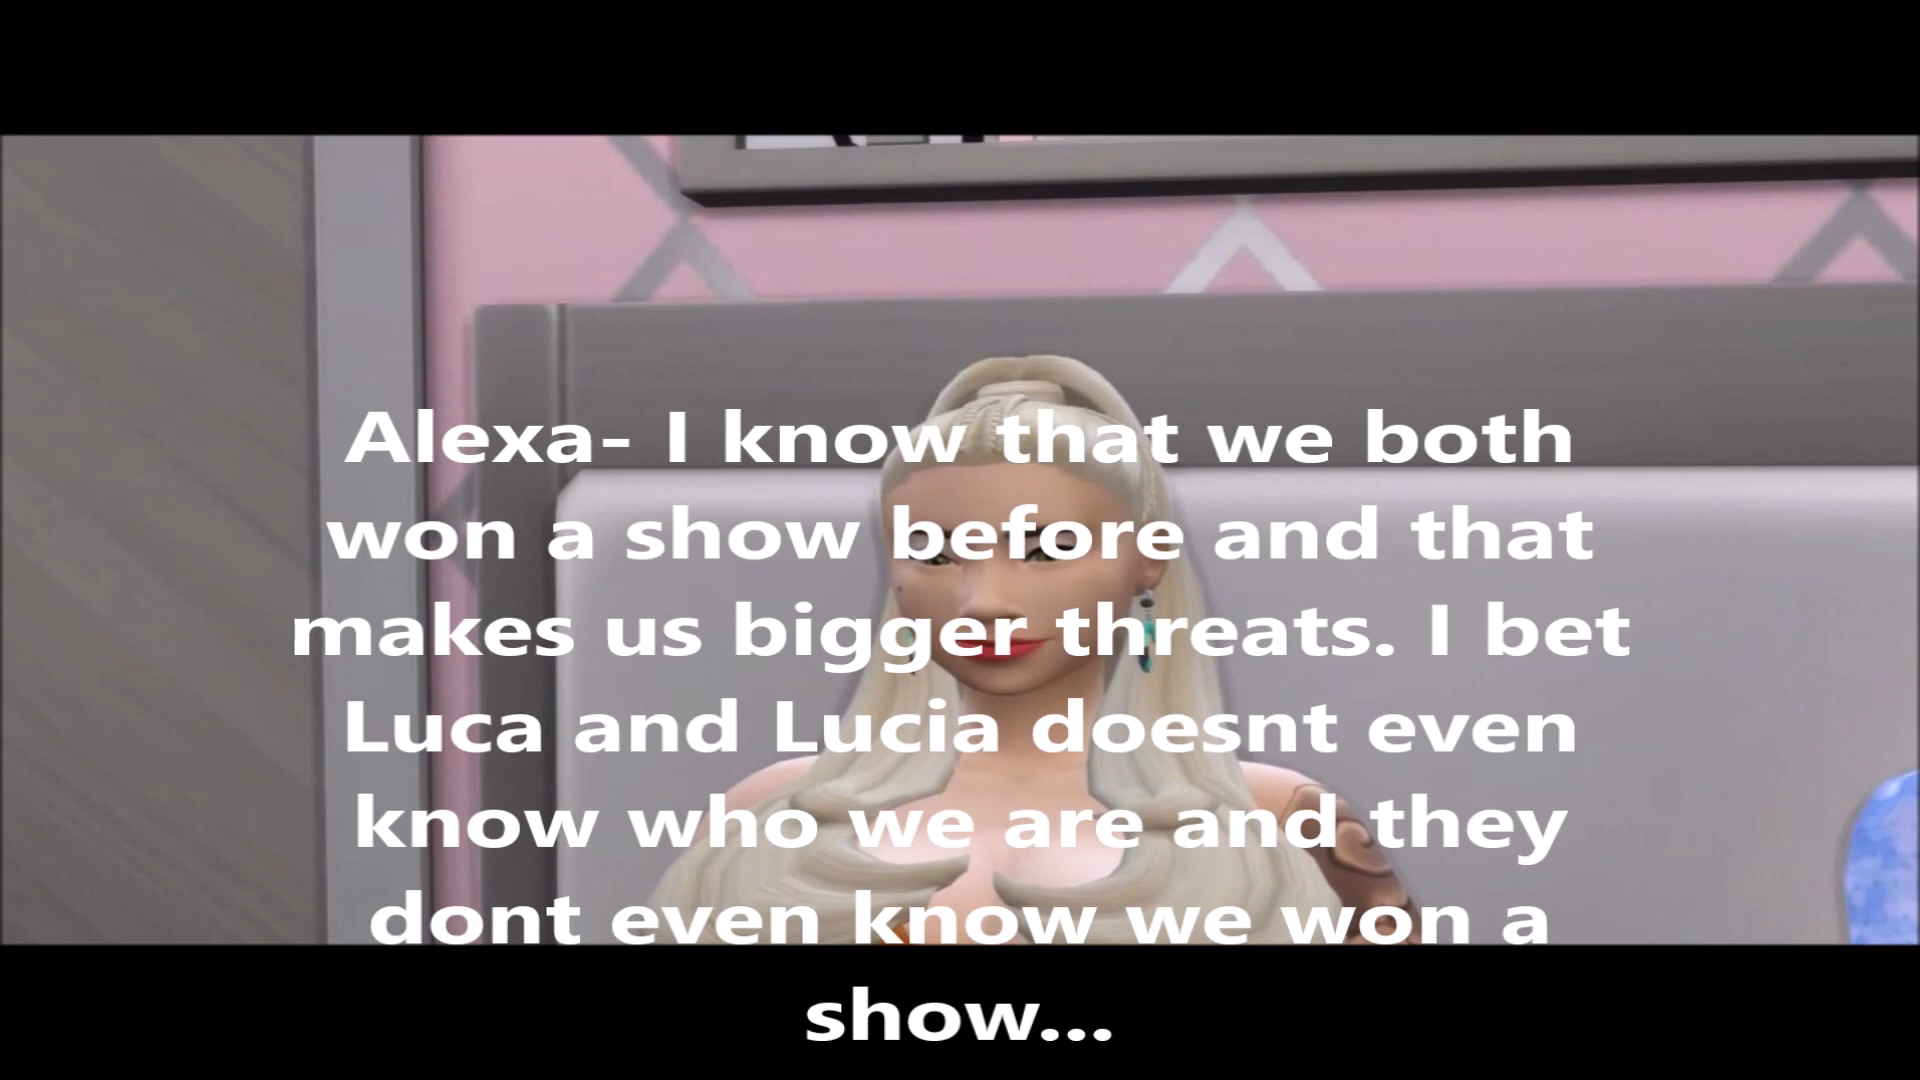 Alexa- I know that we both
won a show before and that
makes us bigger threats. I bet
Luca and Lucia doesnt even
know who we are and they
dont even know we won a
show...